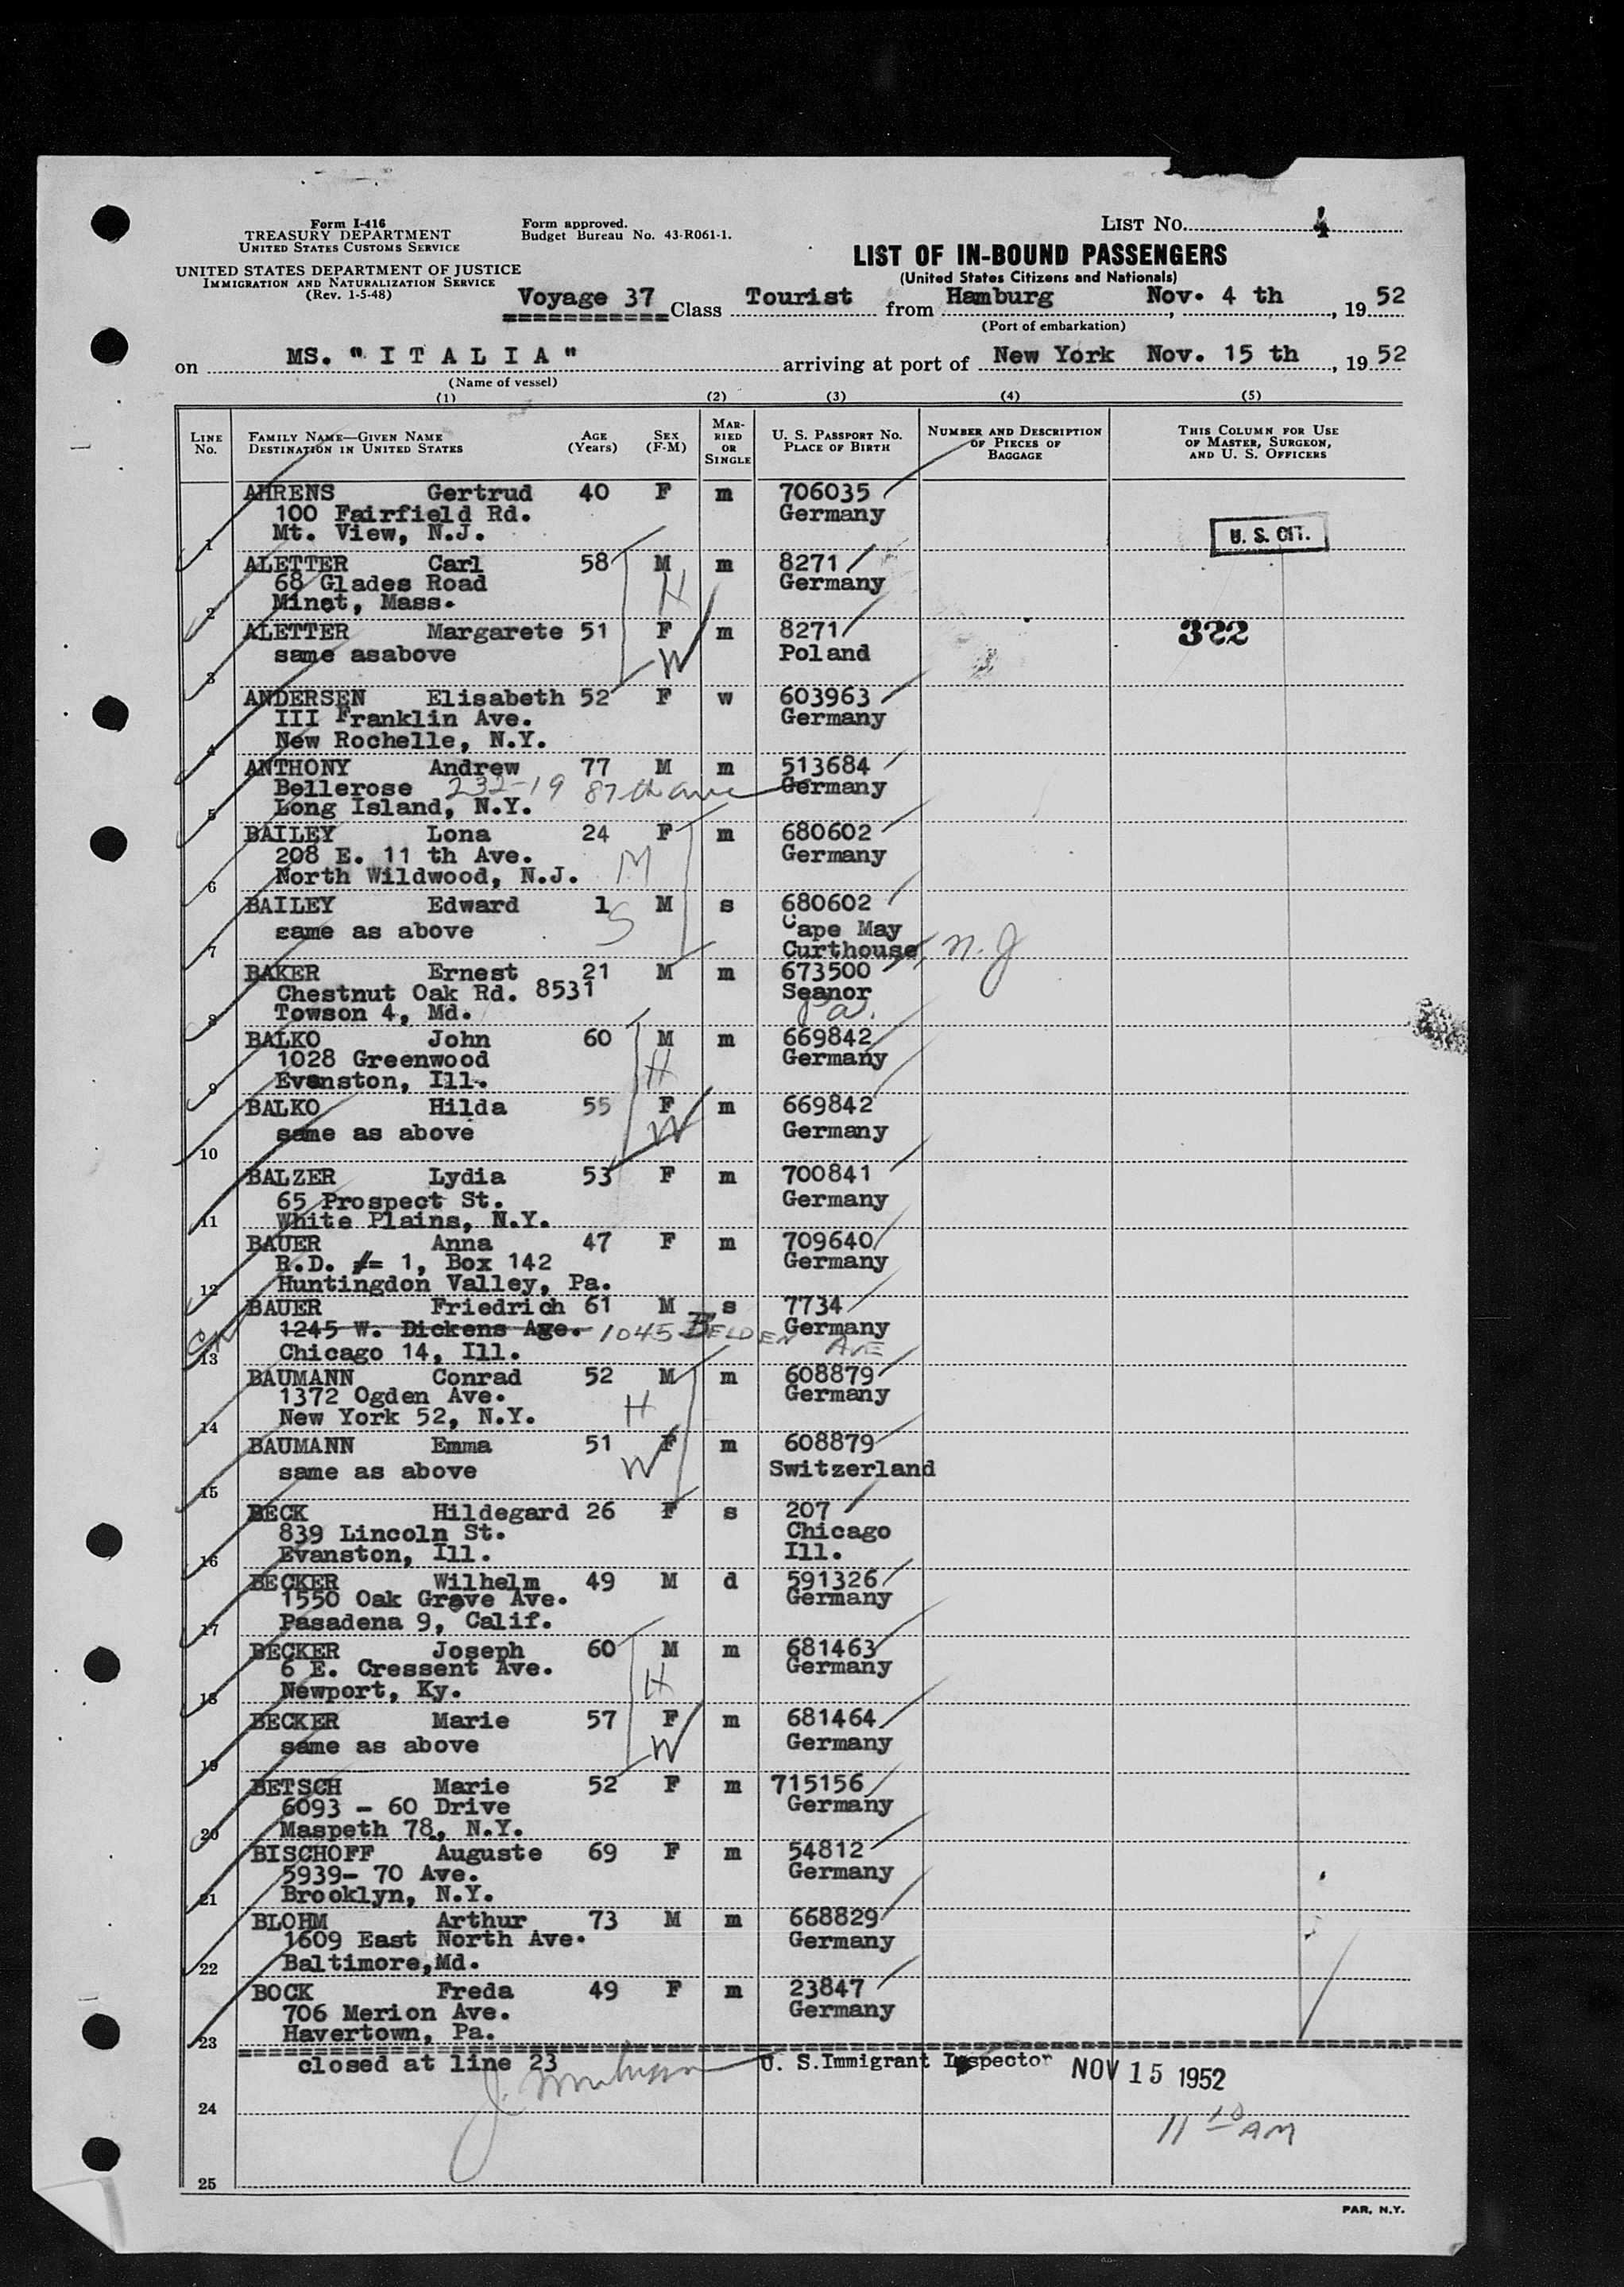 Form I-416
TREASURY DEPARTMENT
UNITED STATES CUSTOMS SERVICE
UNITED STATES DEPARTMENT OF JUSTICE
IMMIGRATION AND NATURALIZATION SERVICE
(Rev. 1-5-48)
Form approved.
Budget Bureau No. 43-R061-1.
LIST No. 4
LIST OF IN-BOUND PASSENGERS
(United States Citizens and Nationals)
Voyage 37 Class Tourist from Hamburg, Nov. 4 th, 19 52
(Port of embarkation)
on MS. "I T A L I A" arriving at port of New York Nov. 15 th, 19 52
(Name of vessel)
(1) (2) (3) (4) (5)
LINE No. FAMILY NAME—GIVEN NAME DESTINATION IN UNITED STATES AGE (Years) SEX (F-M) MARRIED OR SINGLE U. S. PASSPORT NO. PLACE OF BIRTH NUMBER AND DESCRIPTION OF PIECES OF BAGGAGE THIS COLUMN FOR USE OF MASTER, SURGEON, AND U. S. OFFICERS
AHRENS Gertrud 40 F m 706035
100 Fairfield Rd. Germany
1 Mt. View, N.J. U. S. CIT.
ALETTER Carl 58 M m 8271
68 Glades Road H Germany
2 Minot, Mass.
ALETTER Margarete 51 F m 8271 322
same asabove W Poland
3
ANDERSEN Elisabeth 52 F w 603963
III Franklin Ave. Germany
4 New Rochelle, N.Y.
ANTHONY Andrew 77 M m 513684
Bellerose 232-19 87th ave Germany
5 Long Island, N.Y.
BAILEY Lona 24 F m 680602
208 E. 11 th Ave. M Germany
6 North Wildwood, N.J.
BAILEY Edward 1 M s 680602
same as above S Cape May
7 Curthouse, N.J
BAKER Ernest 21 M m 673500
Chestnut Oak Rd. 8531 Seanor
8 Towson 4, Md. Pa.
BALKO John 60 M m 669842
1028 Greenwood H Germany
9 Evanston, Ill.
BALKO Hilda 55 F m 669842
same as above W Germany
10
BALZER Lydia 53 F m 700841
65 Prospect St. Germany
11 White Plains, N.Y.
BAUER Anna 47 F m 709640
R.D. # 1, Box 142 Germany
12 Huntingdon Valley, Pa.
BAUER Friedrich 61 M s 7734
1245 W. Dickens Age. 1045 BELDEN AVE Germany
13 Chicago 14, Ill.
BAUMANN Conrad 52 M m 608879
1372 Ogden Ave. H Germany
14 New York 52, N.Y.
BAUMANN Emma 51 F m 608879
same as above W Switzerland
15
BECK Hildegard 26 F s 207
839 Lincoln St. Chicago
16 Evanston, Ill. Ill.
BECKER Wilhelm 49 M d 591326
1550 Oak Grove Ave. Germany
17 Pasadena 9, Calif.
BECKER Joseph 60 M m 681463
6 E. Cressent Ave. H Germany
18 Newport, Ky.
BECKER Marie 57 F m 681464
same as above W Germany
19
BETSCH Marie 52 F m 715156
6093 - 60 Drive Germany
20 Maspeth 78, N.Y.
BISCHOFF Auguste 69 F m 54812
5939- 70 Ave. Germany
21 Brooklyn, N.Y.
BLOHM Arthur 73 M m 668829
1609 East North Ave. Germany
22 Baltimore,Md.
BOCK Freda 49 F m 23847
706 Merion Ave. Germany
23 Havertown, Pa.
closed at line 23 U. S.Immigrant Inspector NOV 15 1952
24
11 10 AM
25
PAR, N.Y.